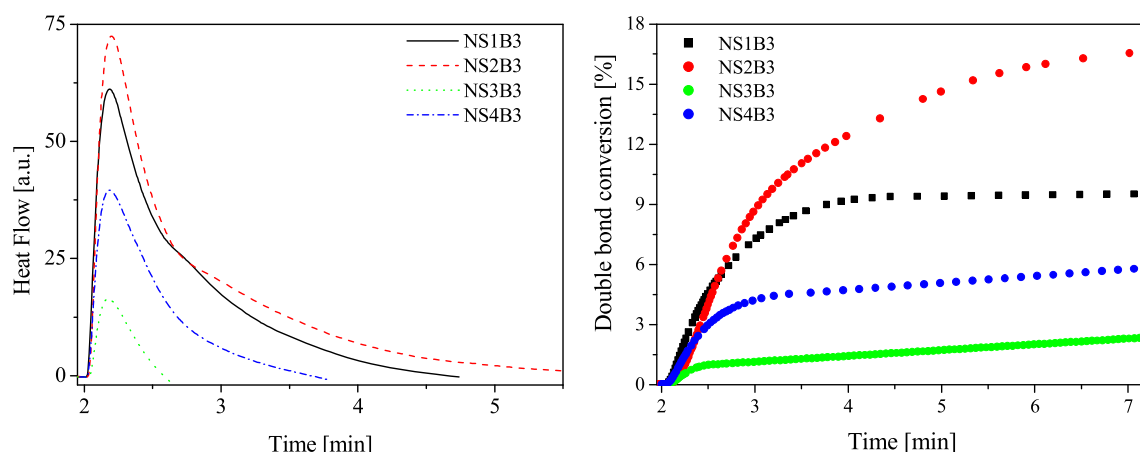 Heat Flow [a.u.]
75
50
25
0
2
3
4
5
Time [min]
NS1B3
NS2B3
NS3B3
NS4B3
Double bond conversion [%]
18
15
12
9
6
3
0
2
3
4
5
6
7
Time [min]
NS1B3
NS2B3
NS3B3
NS4B3